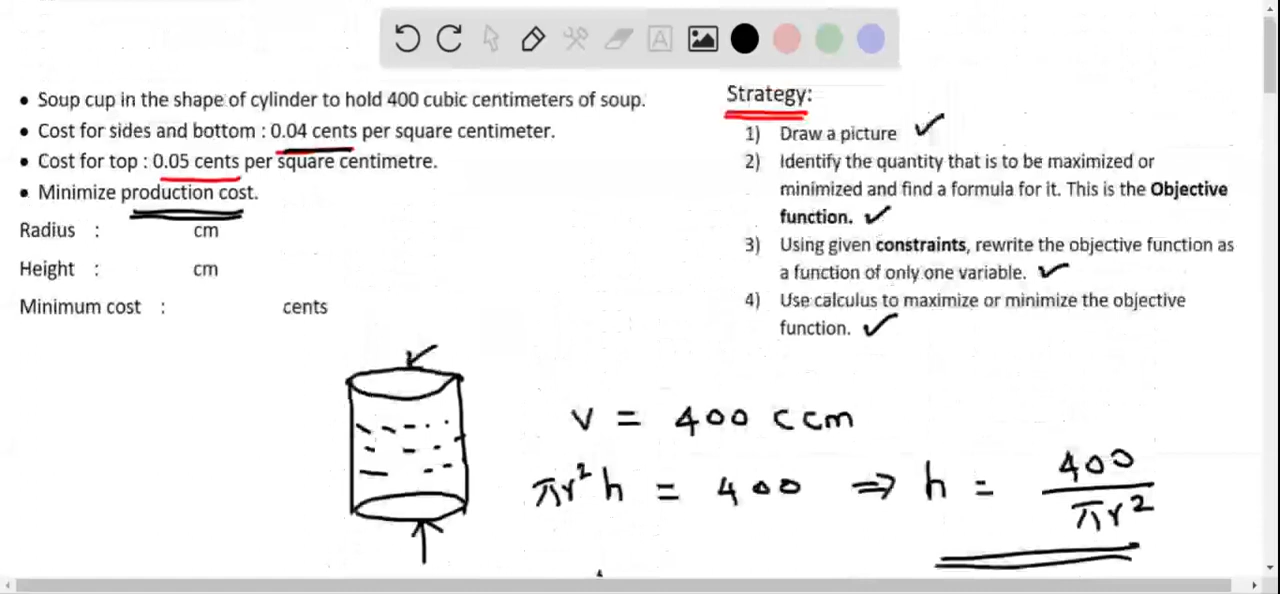 • Soup cup in the shape of cylinder to hold 400 cubic centimeters of soup.
• Cost for sides and bottom : 0.04 cents per square centimeter.
• Cost for top : 0.05 cents per square centimetre.
• Minimize production cost.
Radius : cm
Height : cm
Minimum cost : cents
Strategy:
1) Draw a picture
2) Identify the quantity that is to be maximized or
minimized and find a formula for it. This is the Objective
function.
3) Using given constraints, rewrite the objective function as
a function of only one variable.
4) Use calculus to maximize or minimize the objective
function.
A
V = 400 ccm
πr²h = 400 ⇒ h = 400/πr²